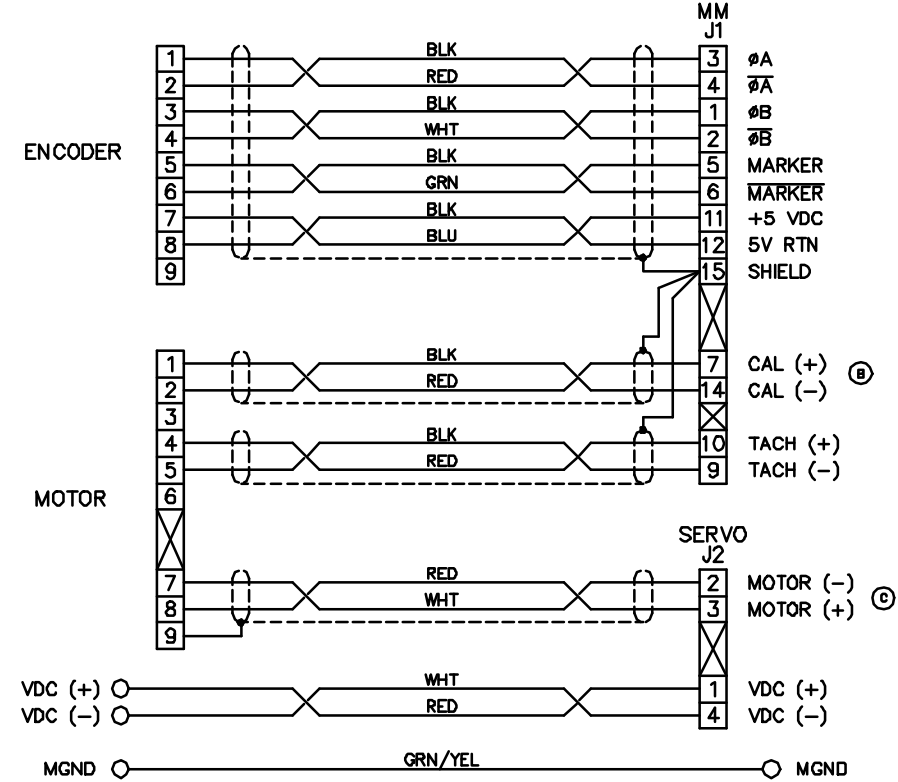 MM
J1
1 BLK 3 øA
2 RED 4 ø̅A̅
3 BLK 1 øB
4 WHT 2 ø̅B̅
ENCODER
5 BLK 5 MARKER
6 GRN 6 M̅A̅R̅K̅E̅R̅
7 BLK 11 +5 VDC
8 BLU 12 5V RTN
9 15 SHIELD
1 BLK 7 CAL (+) B
2 RED 14 CAL (−)
3
4 BLK 10 TACH (+)
5 RED 9 TACH (−)
MOTOR 6
SERVO
J2
7 RED 2 MOTOR (−)
8 WHT 3 MOTOR (+) C
9
VDC (+) WHT 1 VDC (+)
VDC (−) RED 4 VDC (−)
MGND GRN/YEL MGND